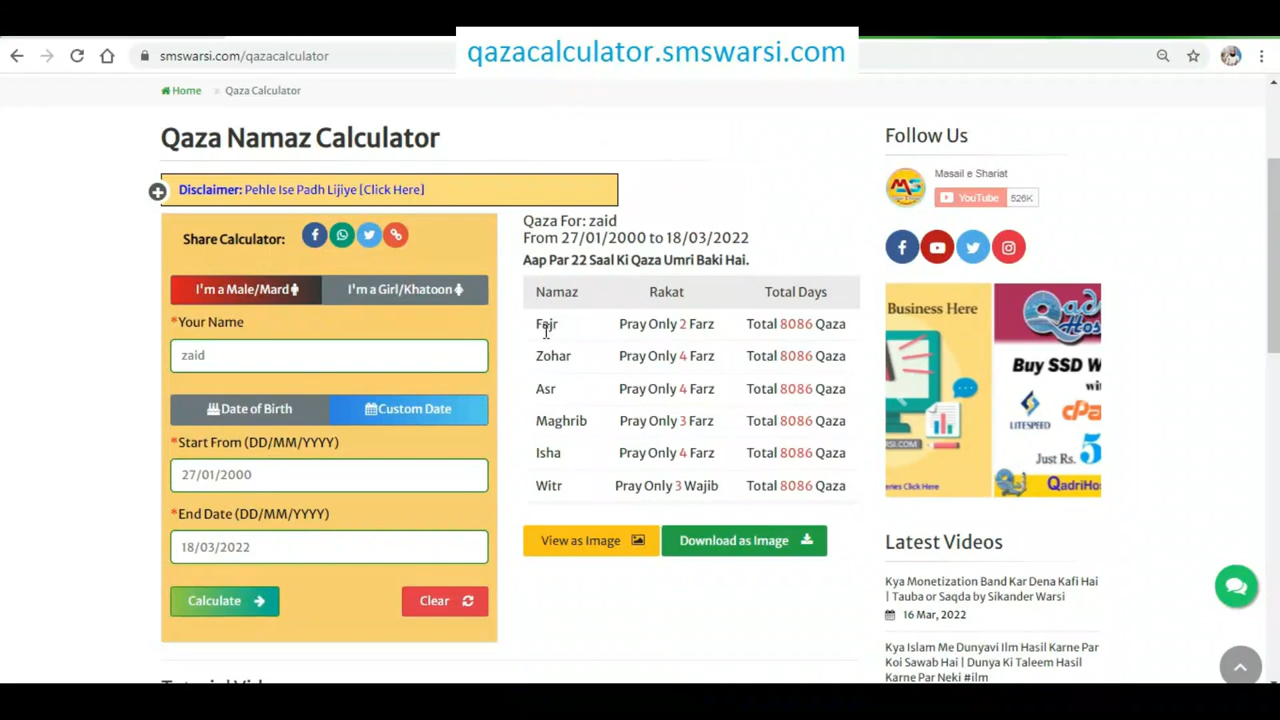 qazacalculator.smswarsi.com
smswarsi.com/qazacalculator
Home » Qaza Calculator
Qaza Namaz Calculator
Disclaimer: Pehle Ise Padh Lijiye [Click Here]
Share Calculator:
I'm a Male/Mard
I'm a Girl/Khatoon
*Your Name
zaid
Date of Birth
Custom Date
*Start From (DD/MM/YYYY)
27/01/2000
*End Date (DD/MM/YYYY)
18/03/2022
Calculate
Clear
Qaza For: zaid
From 27/01/2000 to 18/03/2022
Aap Par 22 Saal Ki Qaza Umri Baki Hai.
Namaz Rakat Total Days
Fajr Pray Only 2 Farz Total 8086 Qaza
Zohar Pray Only 4 Farz Total 8086 Qaza
Asr Pray Only 4 Farz Total 8086 Qaza
Maghrib Pray Only 3 Farz Total 8086 Qaza
Isha Pray Only 4 Farz Total 8086 Qaza
Witr Pray Only 3 Wajib Total 8086 Qaza
View as Image
Download as Image
Follow Us
Masail e Shariat
YouTube 526K
Business Here
Buy SSD W
LITESPEED
cPa
Just Rs. 5
QadriHos
Click Here
Latest Videos
Kya Monetization Band Kar Dena Kafi Hai
| Tauba or Saqda by Sikander Warsi
16 Mar, 2022
Kya Islam Me Dunyavi Ilm Hasil Karne Par
Koi Sawab Hai | Dunya Ki Taleem Hasil
Karne Par Neki #ilm